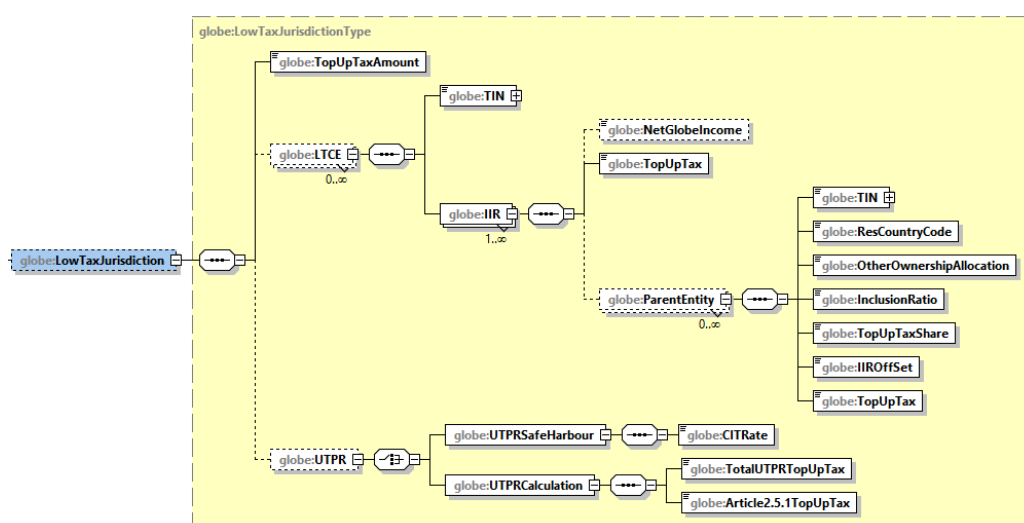 globe:LowTaxJurisdictionType
globe:TopUpTaxAmount
globe:TIN
globe:NetGlobeIncome
globe:LTCE
globe:TopUpTax
0..∞
globe:TIN
globe:IIR
globe:ResCountryCode
1..∞
globe:LowTaxJurisdiction
globe:OtherOwnershipAllocation
globe:ParentEntity
globe:InclusionRatio
0..∞
globe:TopUpTaxShare
globe:IIROffSet
globe:TopUpTax
globe:UTPRSafeHarbour
globe:CITRate
globe:UTPR
globe:TotalUTPRTopUpTax
globe:UTPRCalculation
globe:Article2.5.1TopUpTax